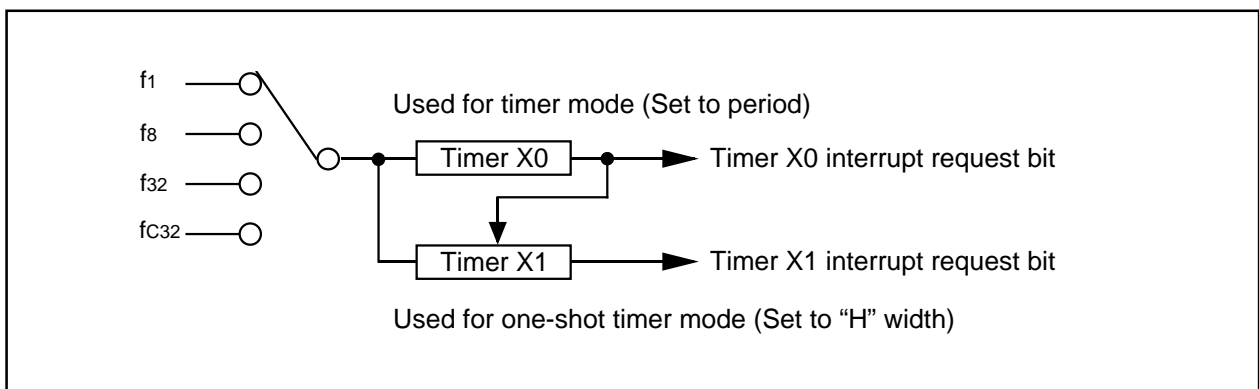 f1
Used for timer mode (Set to period)
f8
Timer X0
Timer X0 interrupt request bit
f32
fC32
Timer X1
Timer X1 interrupt request bit
Used for one-shot timer mode (Set to “H” width)